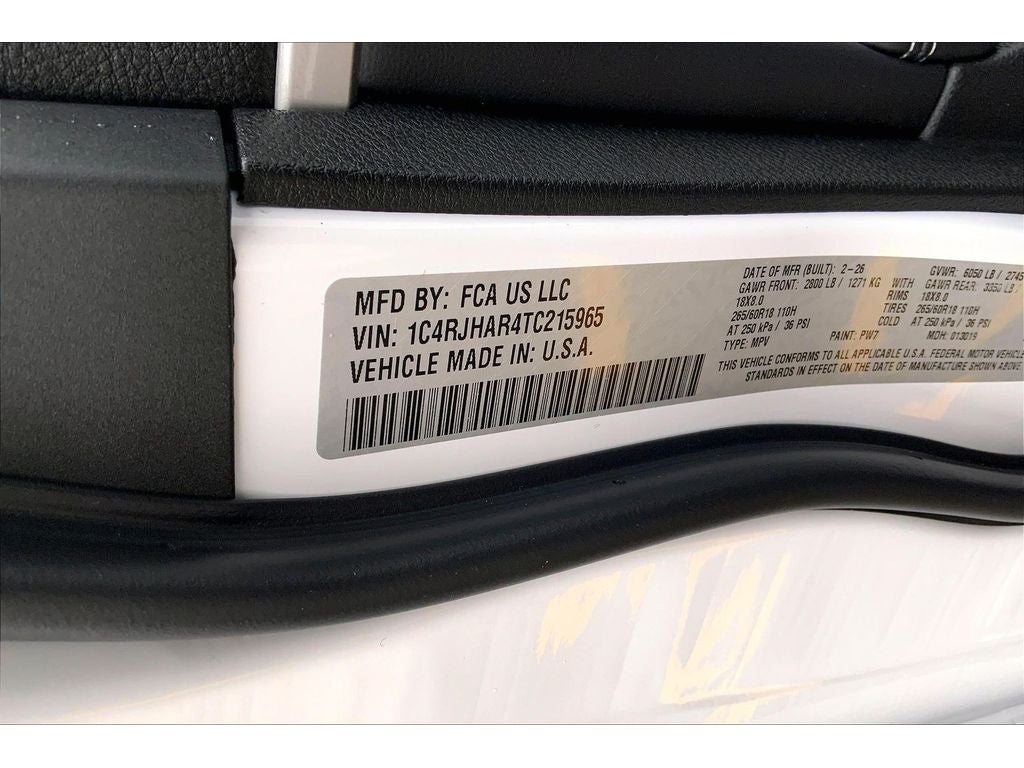 MFD BY: FCA US LLC
VIN: 1C4RJHAR4TC215965
VEHICLE MADE IN: U.S.A.
DATE OF MFR (BUILT): 2-26 GVWR: 6050 LB / 2745
GAWR FRONT: 2800 LB / 1271 KG WITH GAWR REAR: 3350 LB /
18X8.0 RIMS 18X8.0
265/60R18 110H TIRES 265/60R18 110H
AT 250 kPa / 36 PSI COLD AT 250 kPa / 36 PSI
TYPE: MPV PAINT: PW7 MDH: 013019
THIS VEHICLE CONFORMS TO ALL APPLICABLE U.S.A. FEDERAL MOTOR VEHICLE
STANDARDS IN EFFECT ON THE DATE OF MANUFACTURE SHOWN ABOVE